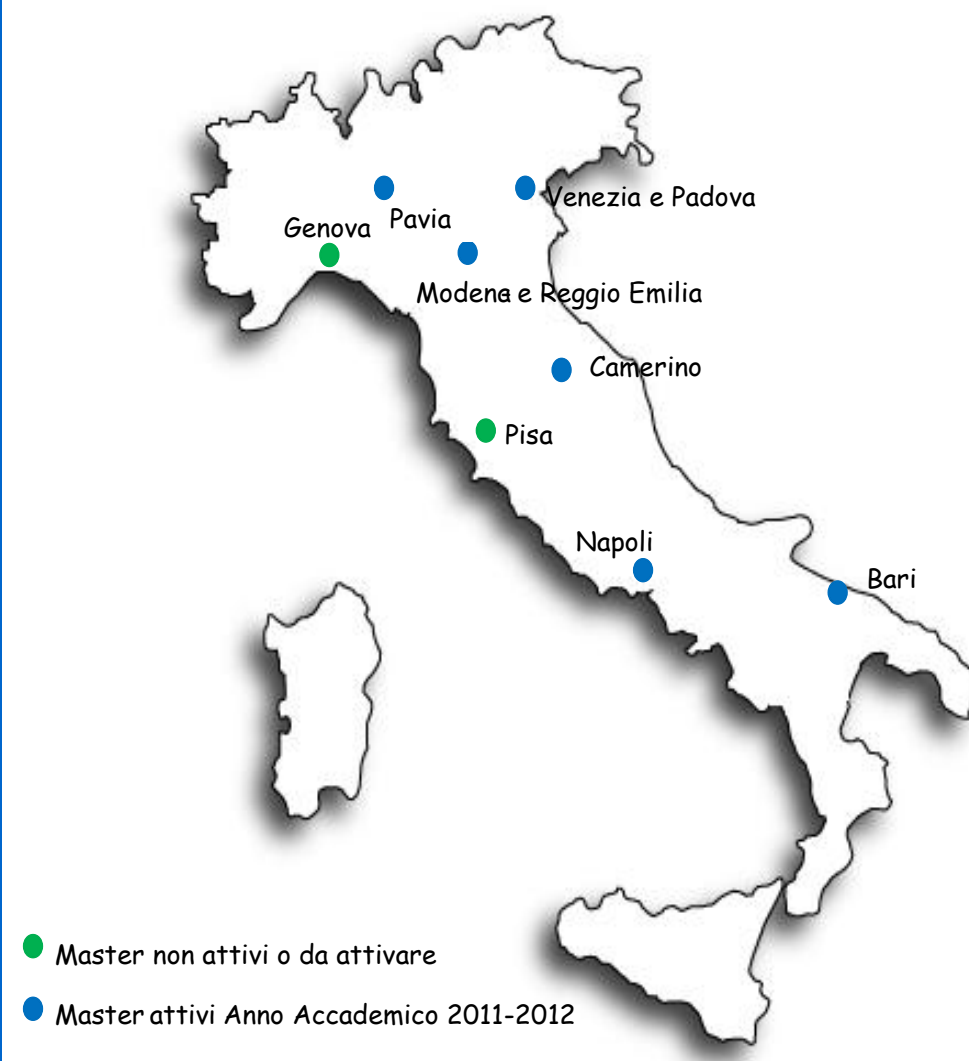 Venezia e Padova
Pavia
Genova
Modena e Reggio Emilia
Camerino
Pisa
Napoli
Bari
Master non attivi o da attivare
Master attivi Anno Accademico 2011-2012